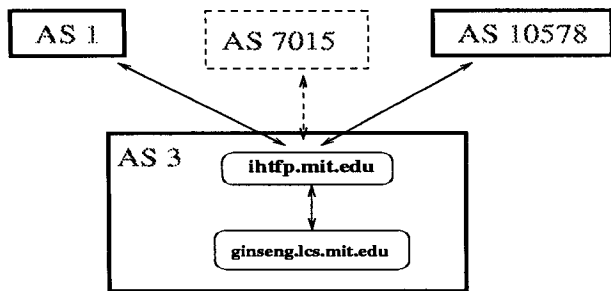 AS 1
AS 7015
AS 10578
AS 3
ihtfp.mit.edu
ginseng.lcs.mit.edu